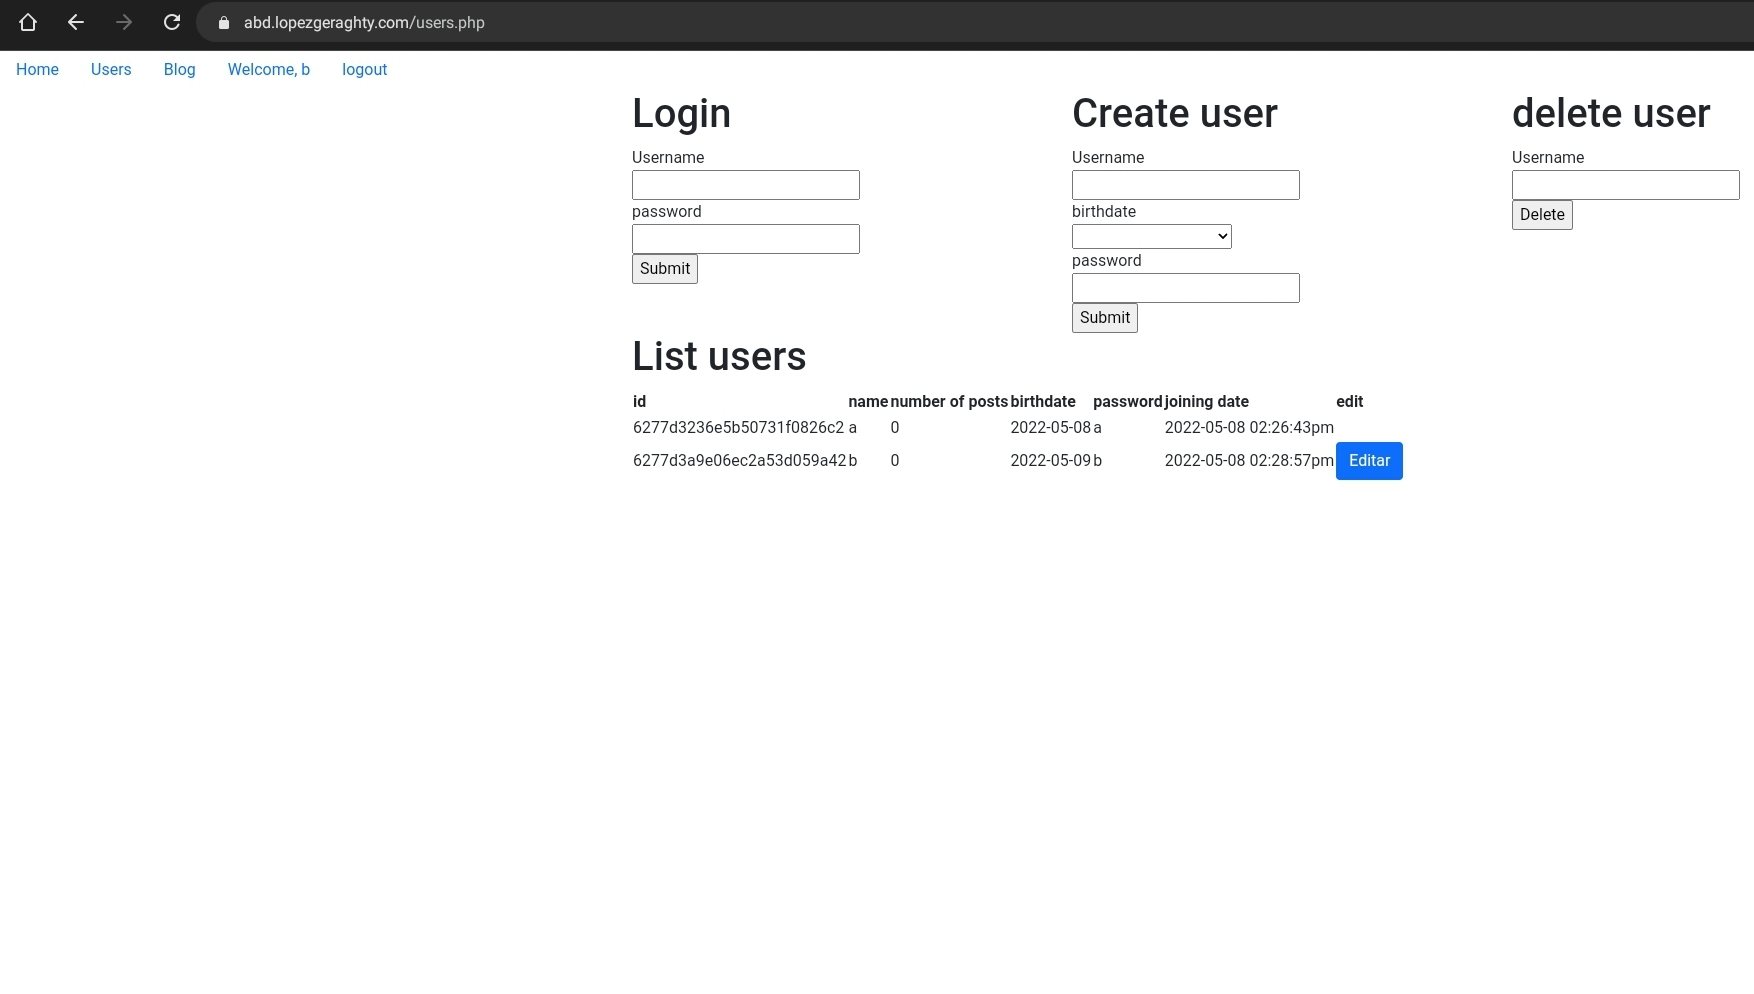 abd.lopezgeraghty.com/users.php
Home Users Blog Welcome, b logout
Login Create user delete user
Username Username Username
password birthdate Delete
Submit password
Submit
List users
id name number of posts birthdate password joining date edit
6277d3236e5b50731f0826c2 a 0 2022-05-08 a 2022-05-08 02:26:43pm
6277d3a9e06ec2a53d059a42 b 0 2022-05-09 b 2022-05-08 02:28:57pm Editar